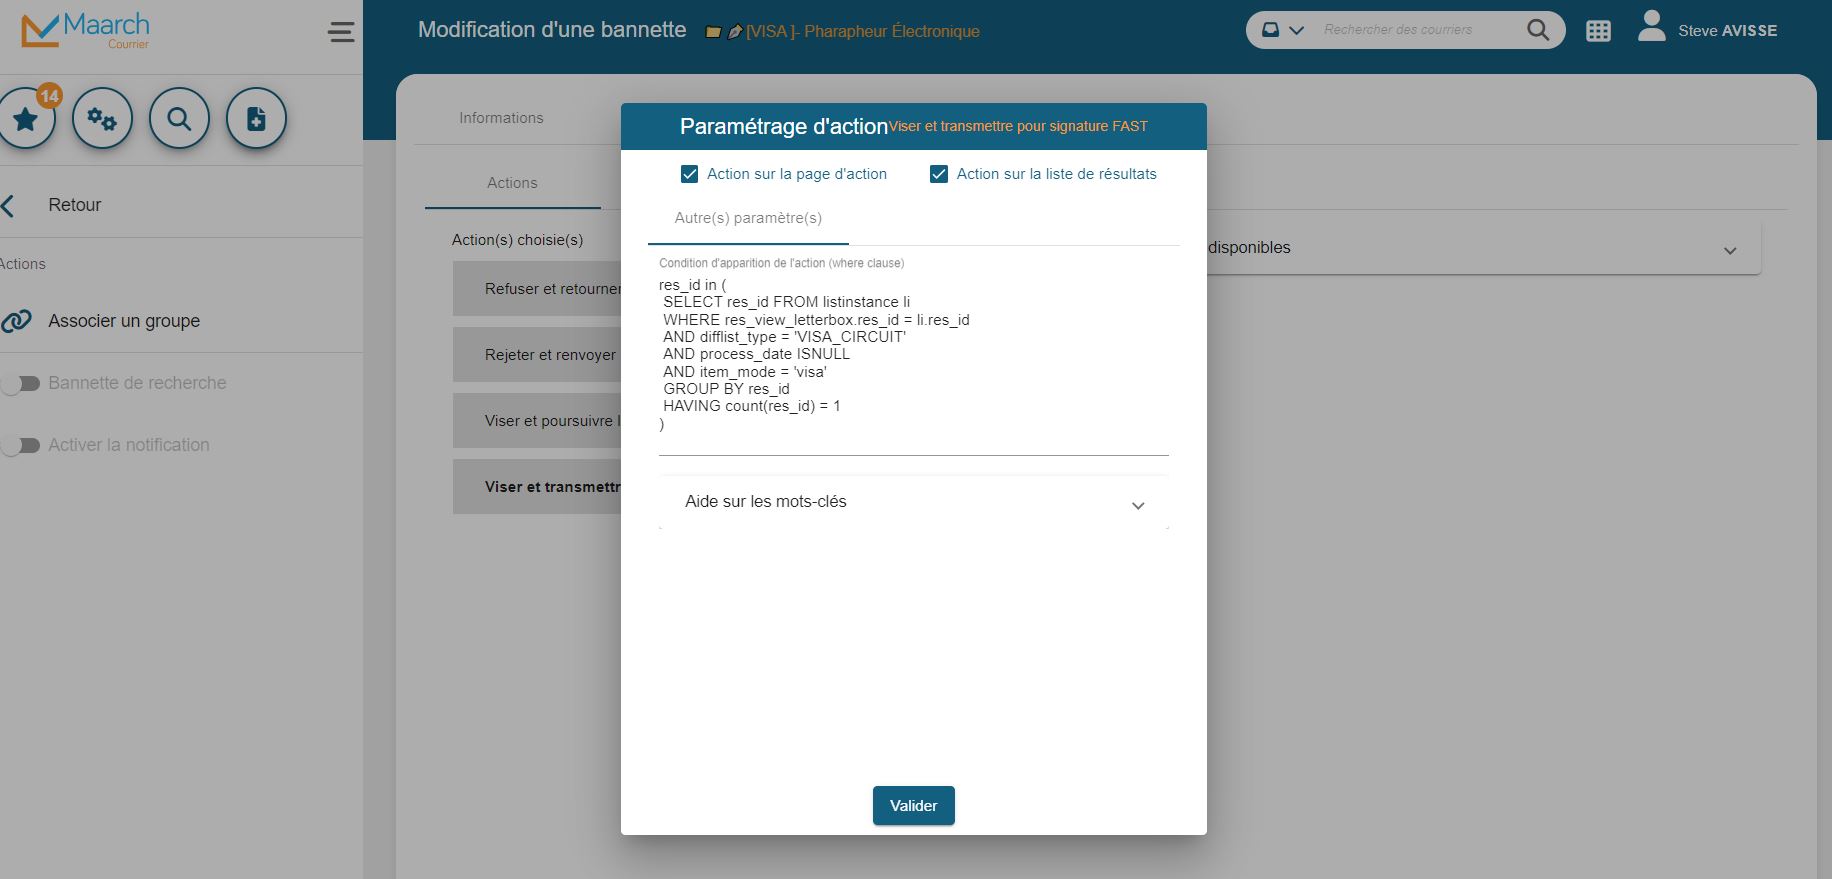 Maarch
Courrier
Modification d'une bannette
[VISA ]- Pharapheur Électronique
Rechercher des courriers
Steve AVISSE
14
Retour
Actions
Associer un groupe
Bannette de recherche
Activer la notification
Informations
Actions
Action(s) choisie(s)
Refuser et retourner
Rejeter et renvoyer
Viser et poursuivre l
Viser et transmettr
disponibles
Paramétrage d'action Viser et transmettre pour signature FAST
Action sur la page d'action
Action sur la liste de résultats
Autre(s) paramètre(s)
Condition d'apparition de l'action (where clause)
res_id in (
SELECT res_id FROM listinstance li
WHERE res_view_letterbox.res_id = li.res_id
AND difflist_type = 'VISA_CIRCUIT'
AND process_date ISNULL
AND item_mode = 'visa'
GROUP BY res_id
HAVING count(res_id) = 1
)
Aide sur les mots-clés
Valider